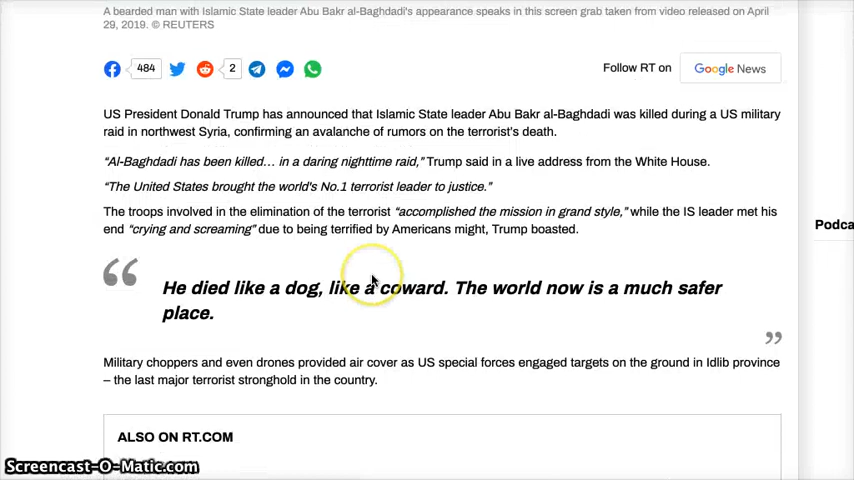 A bearded man with Islamic State leader Abu Bakr al-Baghdadi's appearance speaks in this screen grab taken from video released on April
29, 2019. © REUTERS
484
2
Follow RT on
Google News
US President Donald Trump has announced that Islamic State leader Abu Bakr al-Baghdadi was killed during a US military
raid in northwest Syria, confirming an avalanche of rumors on the terrorist's death.
“Al-Baghdadi has been killed… in a daring nighttime raid,” Trump said in a live address from the White House.
“The United States brought the world's No.1 terrorist leader to justice.”
The troops involved in the elimination of the terrorist “accomplished the mission in grand style,” while the IS leader met his
end “crying and screaming” due to being terrified by Americans might, Trump boasted.
Podca
“
He died like a dog, like a coward. The world now is a much safer
place.
”
Military choppers and even drones provided air cover as US special forces engaged targets on the ground in Idlib province
– the last major terrorist stronghold in the country.
ALSO ON RT.COM
Screencast-O-Matic.com